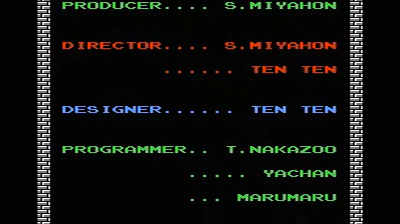 PRODUCER.... S.MIYAHON
DIRECTOR.... S.MIYAHON
...... TEN TEN
DESIGNER...... TEN TEN
PROGRAMMER.. T.NAKAZOO
..... YACHAN
... MARUMARU